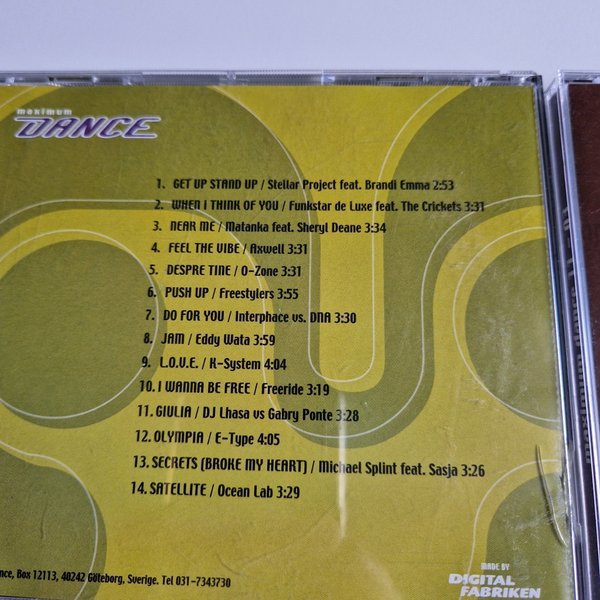 maximum
DANCE
1. GET UP STAND UP / Stellar Project feat. Brandi Emma 2:53
2. WHEN I THINK OF YOU / Funkstar de Luxe feat. The Crickets 3:31
3. NEAR ME / Matanka feat. Sheryl Deane 3:34
4. FEEL THE VIBE / Axwell 3:31
5. DESPRE TINE / O-Zone 3:31
6. PUSH UP / Freestylers 3:55
7. DO FOR YOU / Interphace vs. DNA 3:30
8. JAM / Eddy Wata 3:59
9. L.O.V.E. / K-System 4:04
10. I WANNA BE FREE / Freeride 3:19
11. GIULIA / DJ Lhasa vs Gabry Ponte 3:28
12. OLYMPIA / E-Type 4:05
13. SECRETS (BROKE MY HEART) / Michael Splint feat. Sasja 3:26
14. SATELLITE / Ocean Lab 3:29
nce, Box 12113, 40242 Göteborg, Sverige. Tel 031-7343730
MADE BY
DIGITAL
FABRIKEN